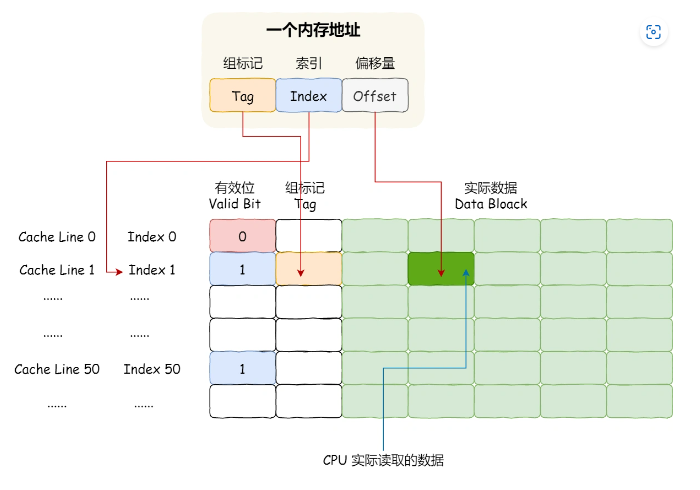 一个内存地址
组标记 索引 偏移量
Tag Index Offset
有效位 组标记 实际数据
Valid Bit Tag Data Bloack
Cache Line 0 Index 0 0
Cache Line 1 Index 1 1
...... ......
...... ......
Cache Line 50 Index 50 1
...... ......
CPU 实际读取的数据